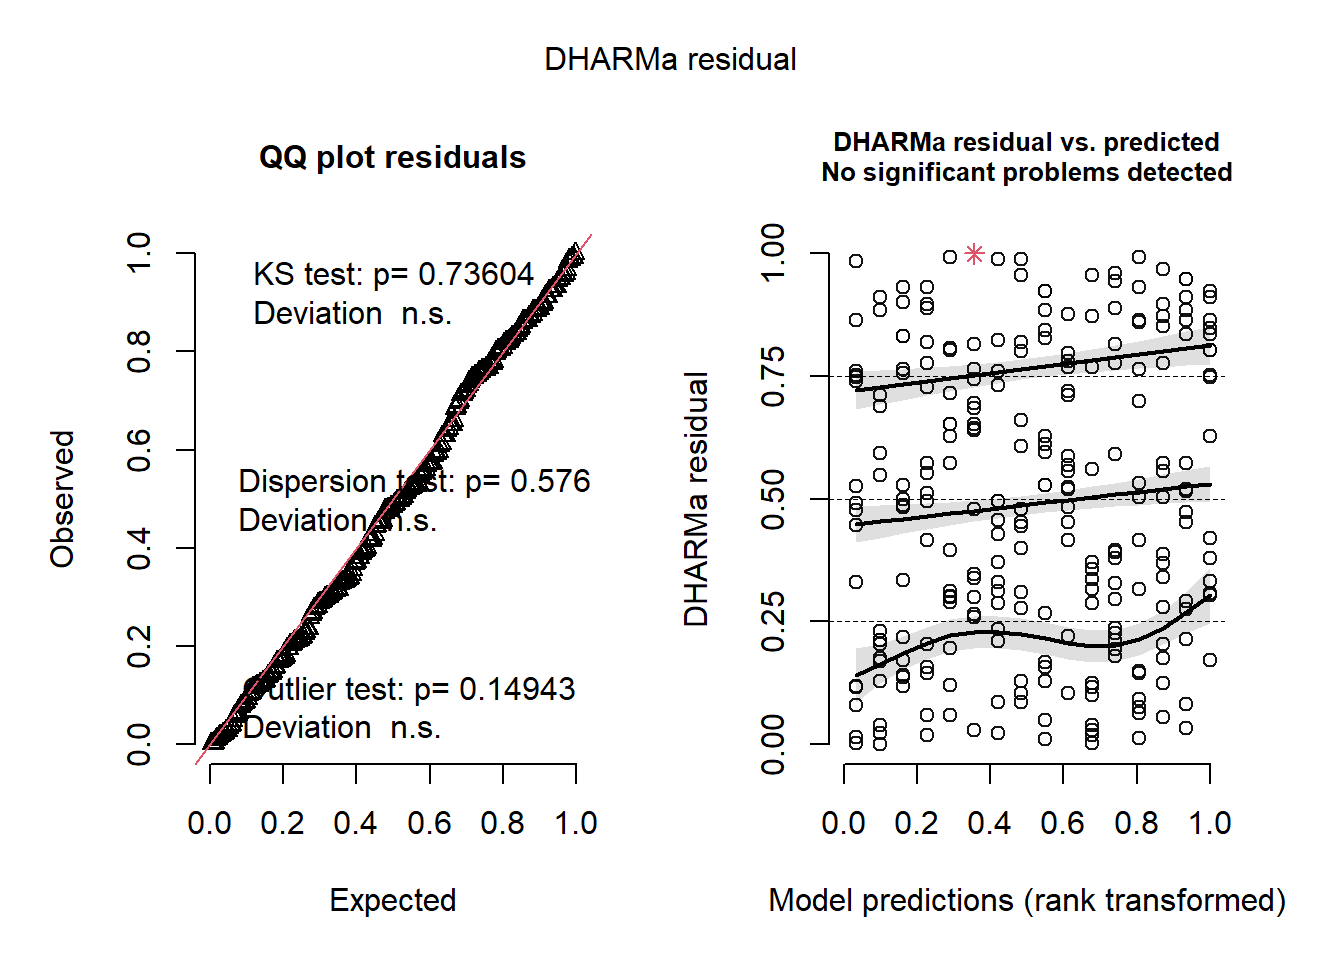 DHARMa residual
QQ plot residuals
KS test: p= 0.73604
Deviation  n.s.
Dispersion test: p= 0.576
Deviation  n.s.
Outlier test: p= 0.14943
Deviation  n.s.
Observed
0.0 0.2 0.4 0.6 0.8 1.0
0.0 0.2 0.4 0.6 0.8 1.0
Expected
DHARMa residual vs. predicted
No significant problems detected
DHARMa residual
0.00 0.25 0.50 0.75 1.00
0.0 0.2 0.4 0.6 0.8 1.0
Model predictions (rank transformed)